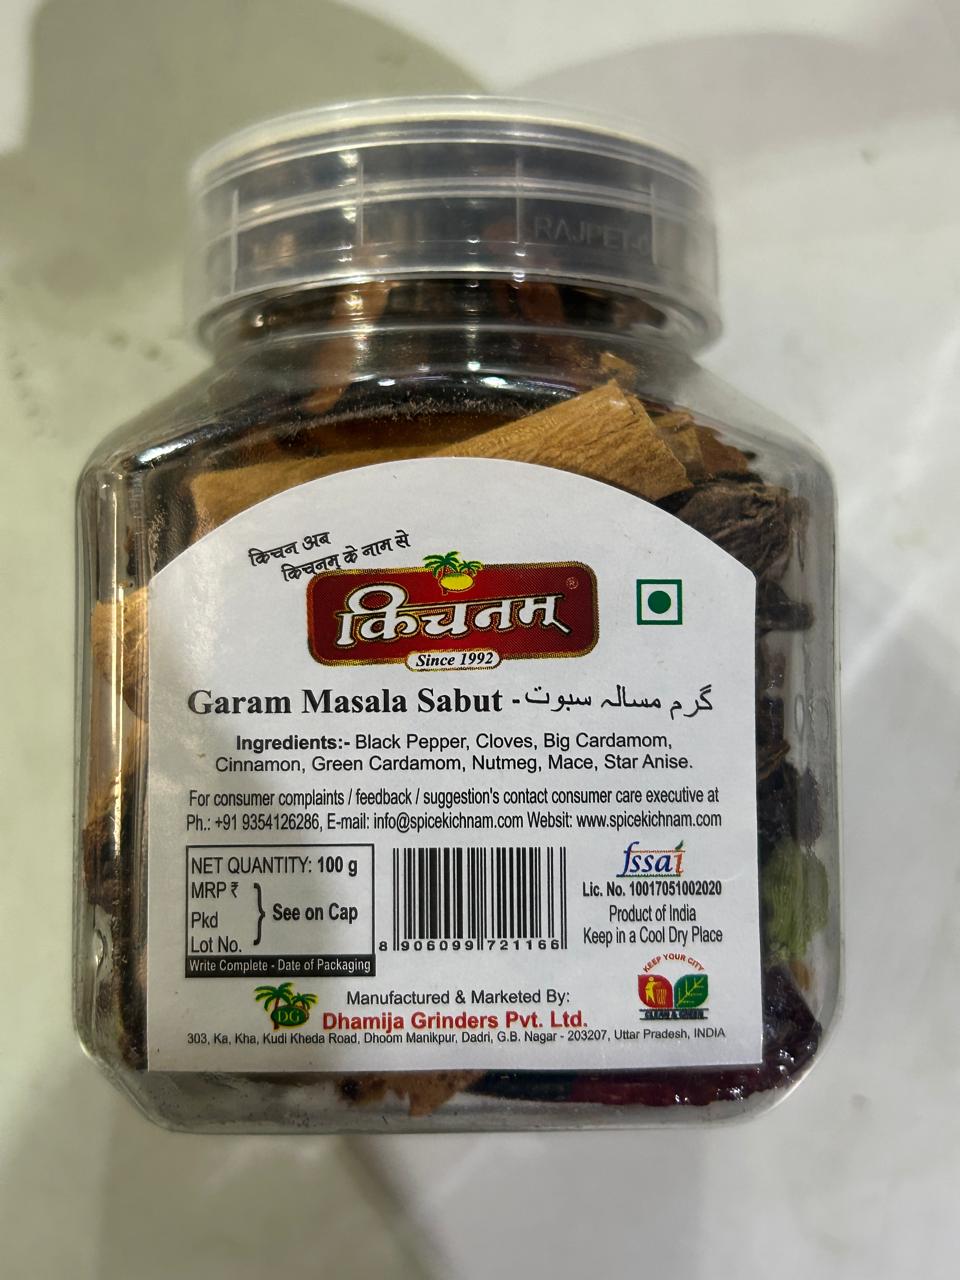 RAJPET
किचन अब
किचनम् के नाम से
किचनम् ®
Since 1992
Garam Masala Sabut - گرم مسالہ سبوت
Ingredients:- Black Pepper, Cloves, Big Cardamom,
Cinnamon, Green Cardamom, Nutmeg, Mace, Star Anise.
For consumer complaints / feedback / suggestion's contact consumer care executive at
Ph.: +91 9354126286, E-mail: info@spicekichnam.com Websit: www.spicekichnam.com
NET QUANTITY: 100 g
MRP ₹
Pkd
Lot No.
See on Cap
Write Complete - Date of Packaging
8 906099 721166
fssai
Lic. No. 10017051002020
Product of India
Keep in a Cool Dry Place
KEEP YOUR CITY
CLEAN & GREEN
DG
Manufactured & Marketed By:
Dhamija Grinders Pvt. Ltd.
303, Ka, Kha, Kudi Kheda Road, Dhoom Manikpur, Dadri, G.B. Nagar - 203207, Uttar Pradesh, INDIA